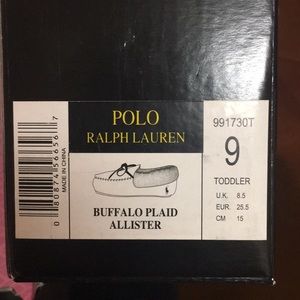 POLO
RALPH LAUREN
BUFFALO PLAID
ALLISTER
991730T
9
TODDLER
U.K. 8.5
EUR. 25.5
CM 15
MADE IN CHINA